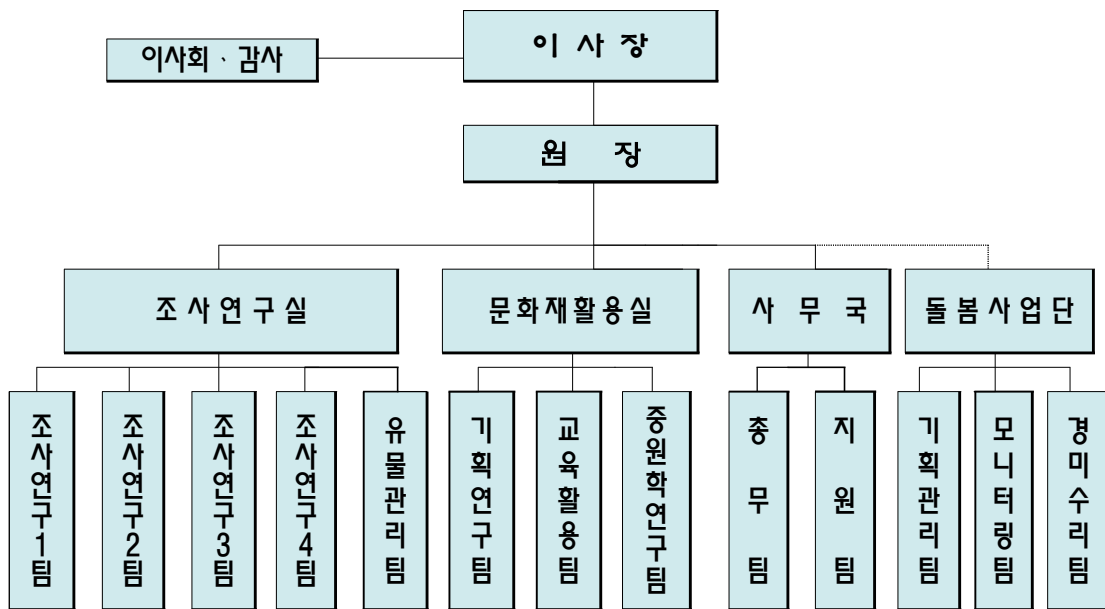 이 사 장
이사회 · 감사
원 장
조사연구실
문화재활용실
사 무 국
돌봄사업단
조사연구1팀
조사연구2팀
조사연구3팀
조사연구4팀
유물관리팀
기획연구팀
교육활용팀
중원학연구팀
총무팀
지원팀
기획관리팀
모니터링팀
경미수리팀